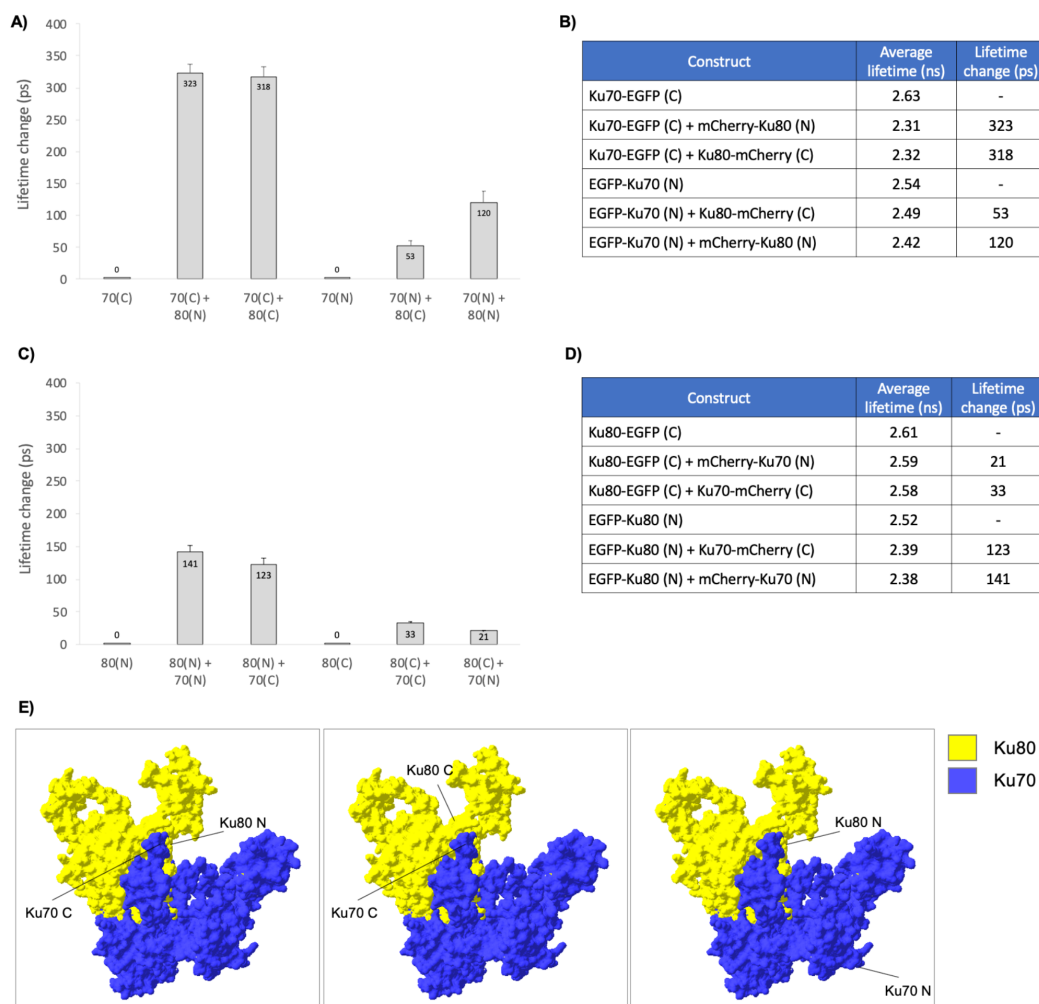 A)
Lifetime change (ps)
400
350
300
250
200
150
100
50
0
0
323
318
0
53
120
70(C)
70(C) +
80(N)
70(C) +
80(C)
70(N)
70(N) +
80(C)
70(N) +
80(N)
B)
Construct Average lifetime (ns) Lifetime change (ps)
Ku70-EGFP (C) 2.63 -
Ku70-EGFP (C) + mCherry-Ku80 (N) 2.31 323
Ku70-EGFP (C) + Ku80-mCherry (C) 2.32 318
EGFP-Ku70 (N) 2.54 -
EGFP-Ku70 (N) + Ku80-mCherry (C) 2.49 53
EGFP-Ku70 (N) + mCherry-Ku80 (N) 2.42 120
C)
Lifetime change (ps)
400
350
300
250
200
150
100
50
0
0
141
123
0
33
21
80(N)
80(N) +
70(N)
80(N) +
70(C)
80(C)
80(C) +
70(C)
80(C) +
70(N)
D)
Construct Average lifetime (ns) Lifetime change (ps)
Ku80-EGFP (C) 2.61 -
Ku80-EGFP (C) + mCherry-Ku70 (N) 2.59 21
Ku80-EGFP (C) + Ku70-mCherry (C) 2.58 33
EGFP-Ku80 (N) 2.52 -
EGFP-Ku80 (N) + Ku70-mCherry (C) 2.39 123
EGFP-Ku80 (N) + mCherry-Ku70 (N) 2.38 141
E)
Ku80 N
Ku70 C
Ku80 C
Ku70 C
Ku80 N
Ku70 N
Ku80
Ku70